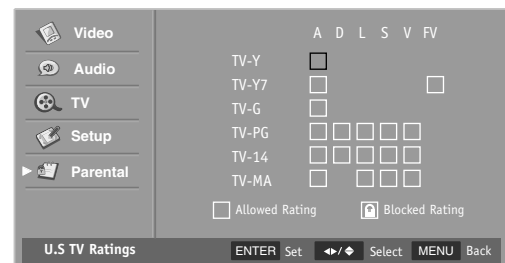 Video
Audio
TV
Setup
Parental
A D L S V FV
TV-Y
TV-Y7
TV-G
TV-PG
TV-14
TV-MA
Allowed Rating Blocked Rating
U.S TV Ratings ENTER Set ◄►/◆ Select MENU Back